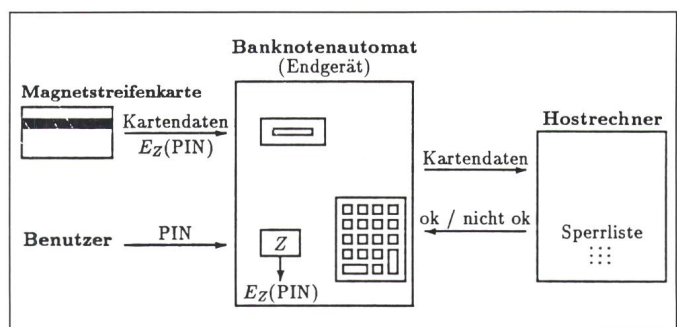 Banknotenautomat
(Endgerät)
Magnetstreifenkarte
Kartendaten
E_Z(PIN)
Hostrechner
Kartendaten
ok / nicht ok
Sperrliste
Benutzer
PIN
Z
E_Z(PIN)